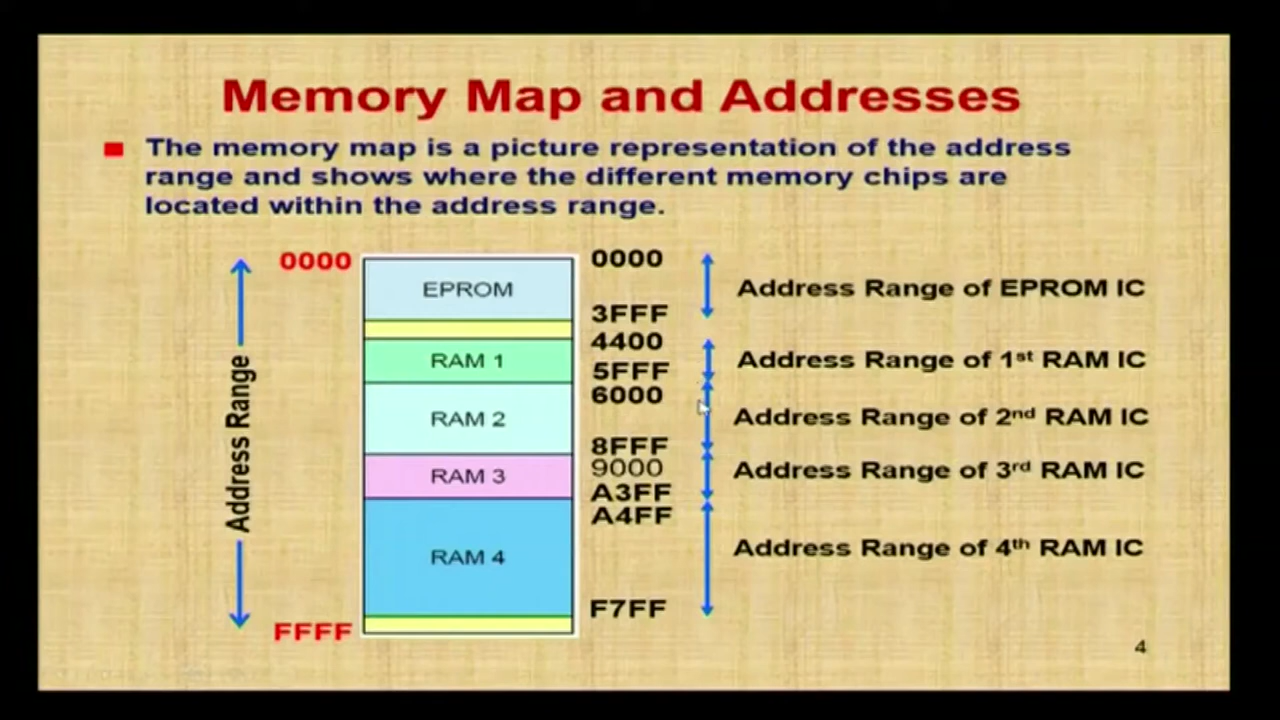 Memory Map and Addresses
The memory map is a picture representation of the address
range and shows where the different memory chips are
located within the address range.
Address Range
0000
FFFF
EPROM
RAM 1
RAM 2
RAM 3
RAM 4
0000
3FFF
4400
5FFF
6000
8FFF
9000
A3FF
A4FF
F7FF
Address Range of EPROM IC
Address Range of 1st RAM IC
Address Range of 2nd RAM IC
Address Range of 3rd RAM IC
Address Range of 4th RAM IC
4